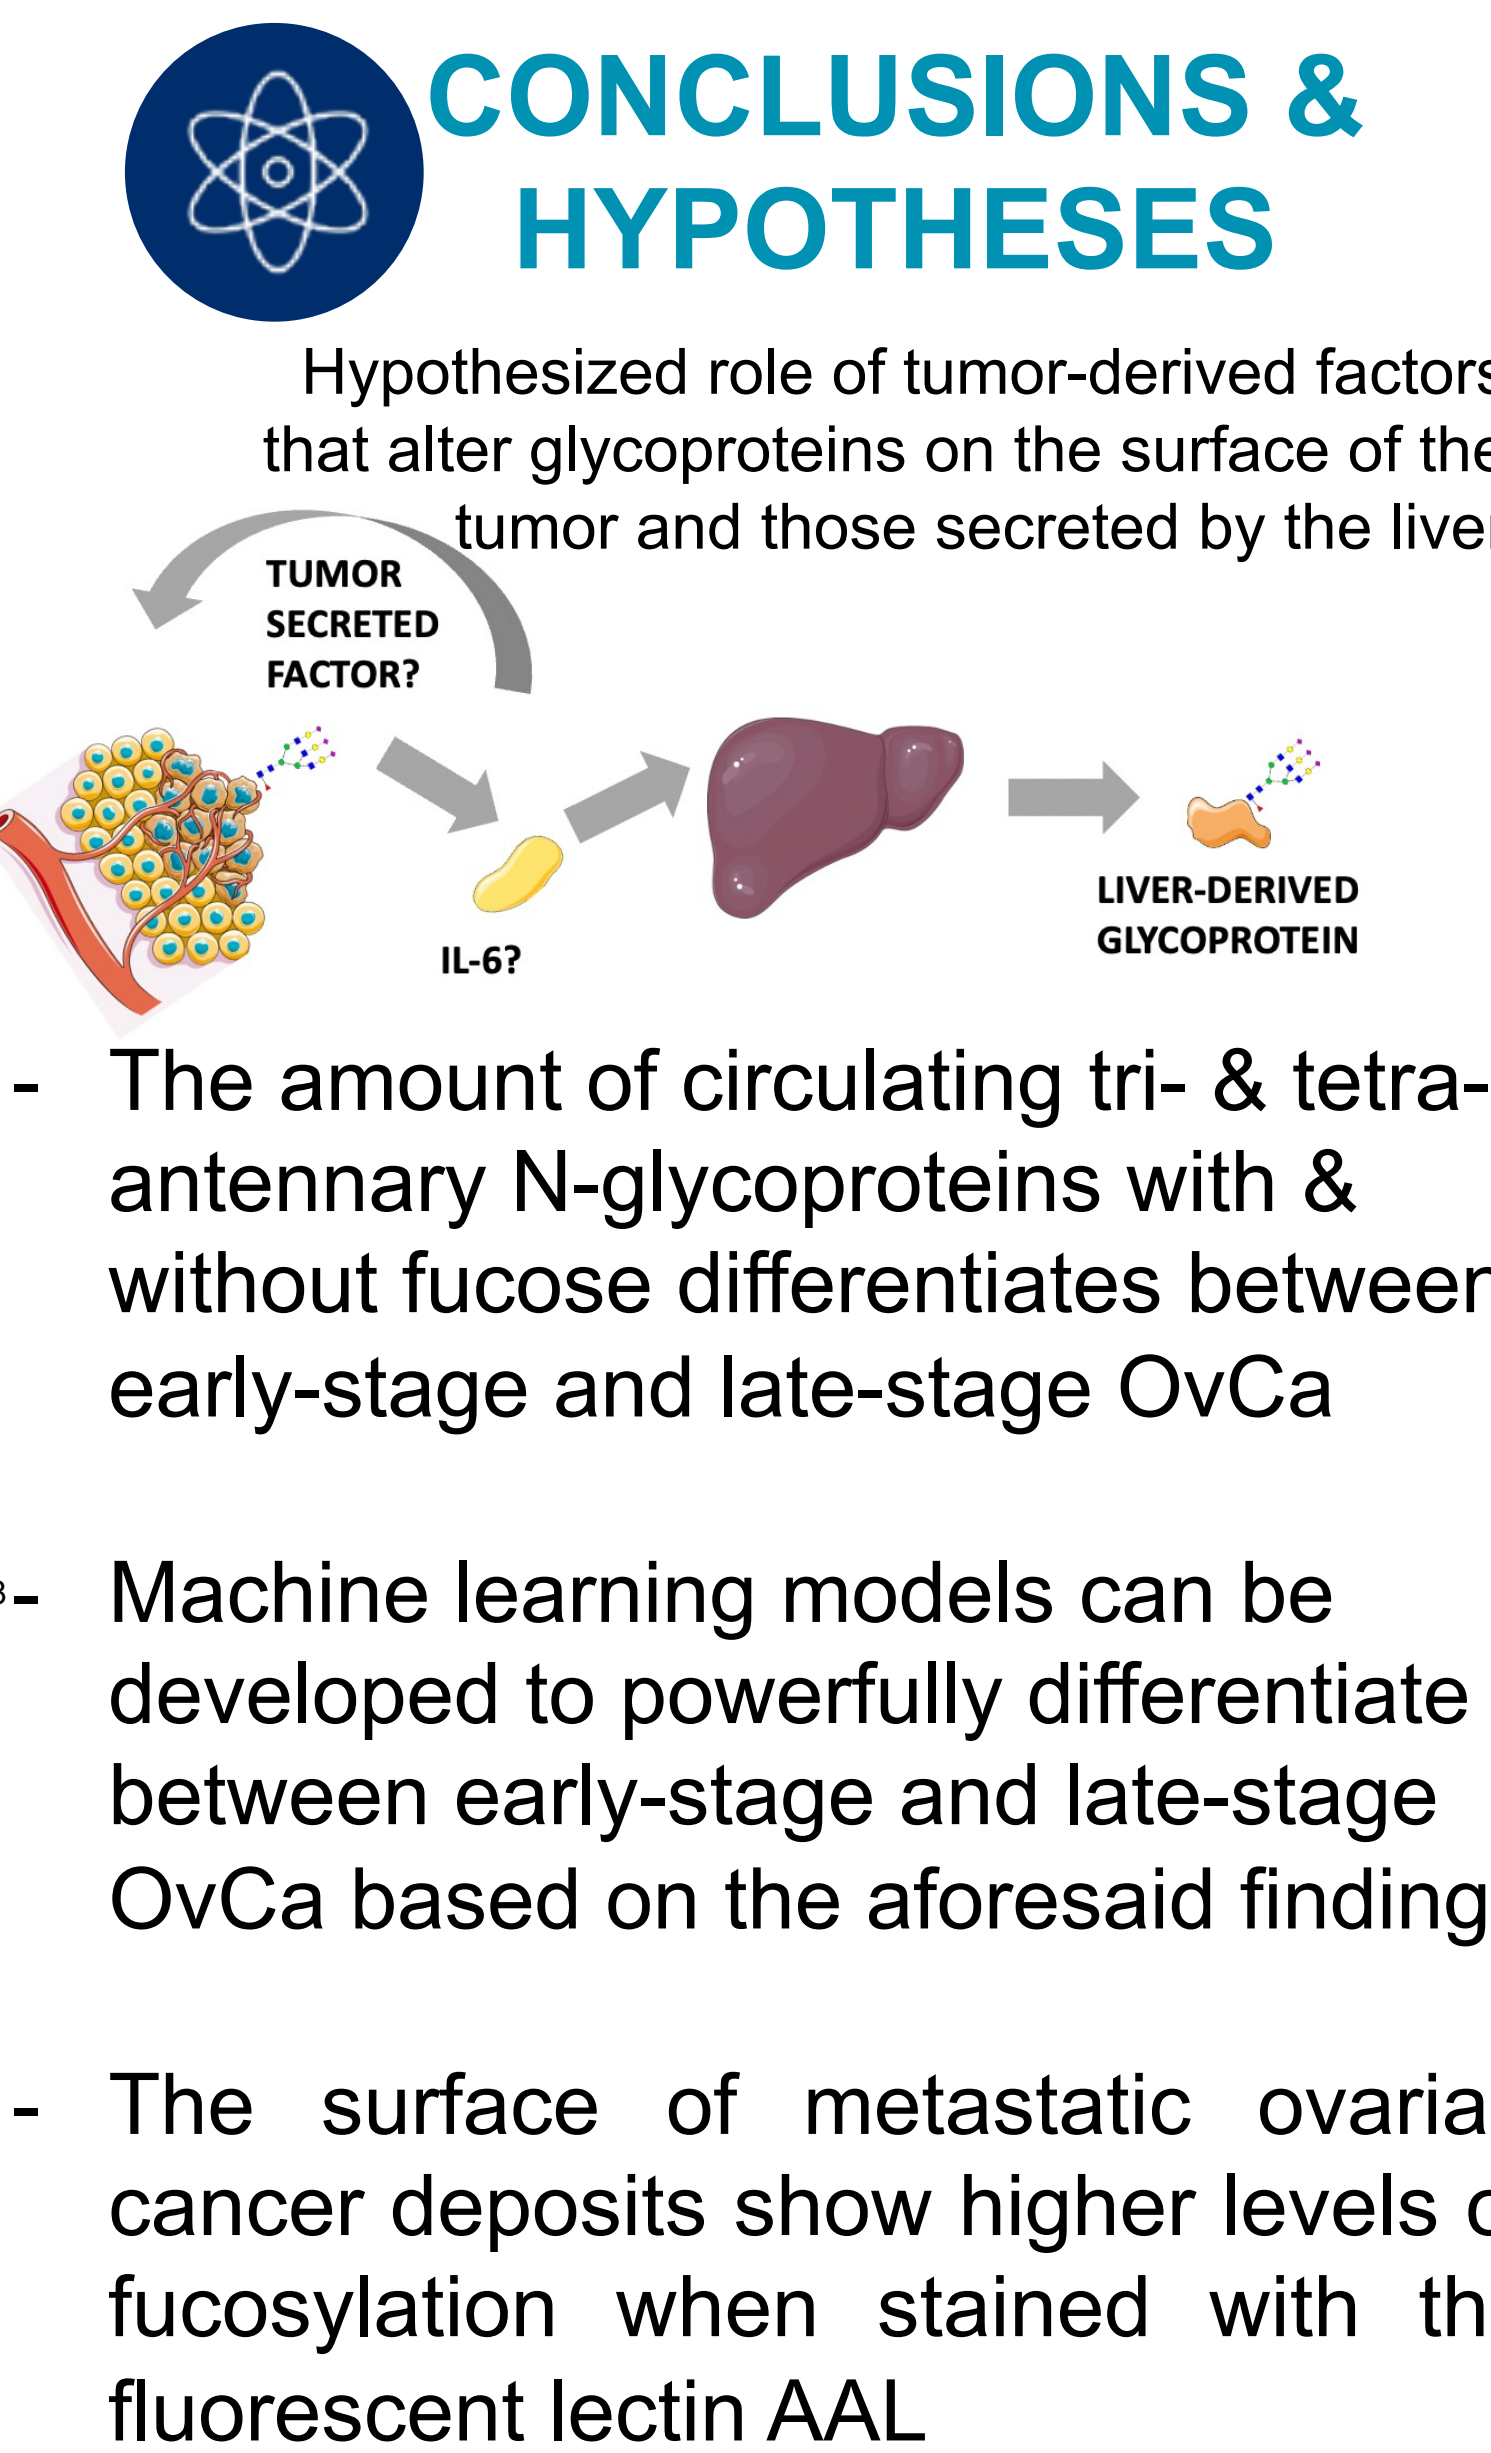 CONCLUSIONS &
HYPOTHESES
Hypothesized role of tumor-derived factors
that alter glycoproteins on the surface of the
tumor and those secreted by the liver
TUMOR
SECRETED
FACTOR?
IL-6?
LIVER-DERIVED
GLYCOPROTEIN
- The amount of circulating tri- & tetra-
antennary N-glycoproteins with &
without fucose differentiates between
early-stage and late-stage OvCa
- Machine learning models can be
developed to powerfully differentiate
between early-stage and late-stage
OvCa based on the aforesaid finding
- The surface of metastatic ovaria
cancer deposits show higher levels
fucosylation when stained with th
fluorescent lectin AAL